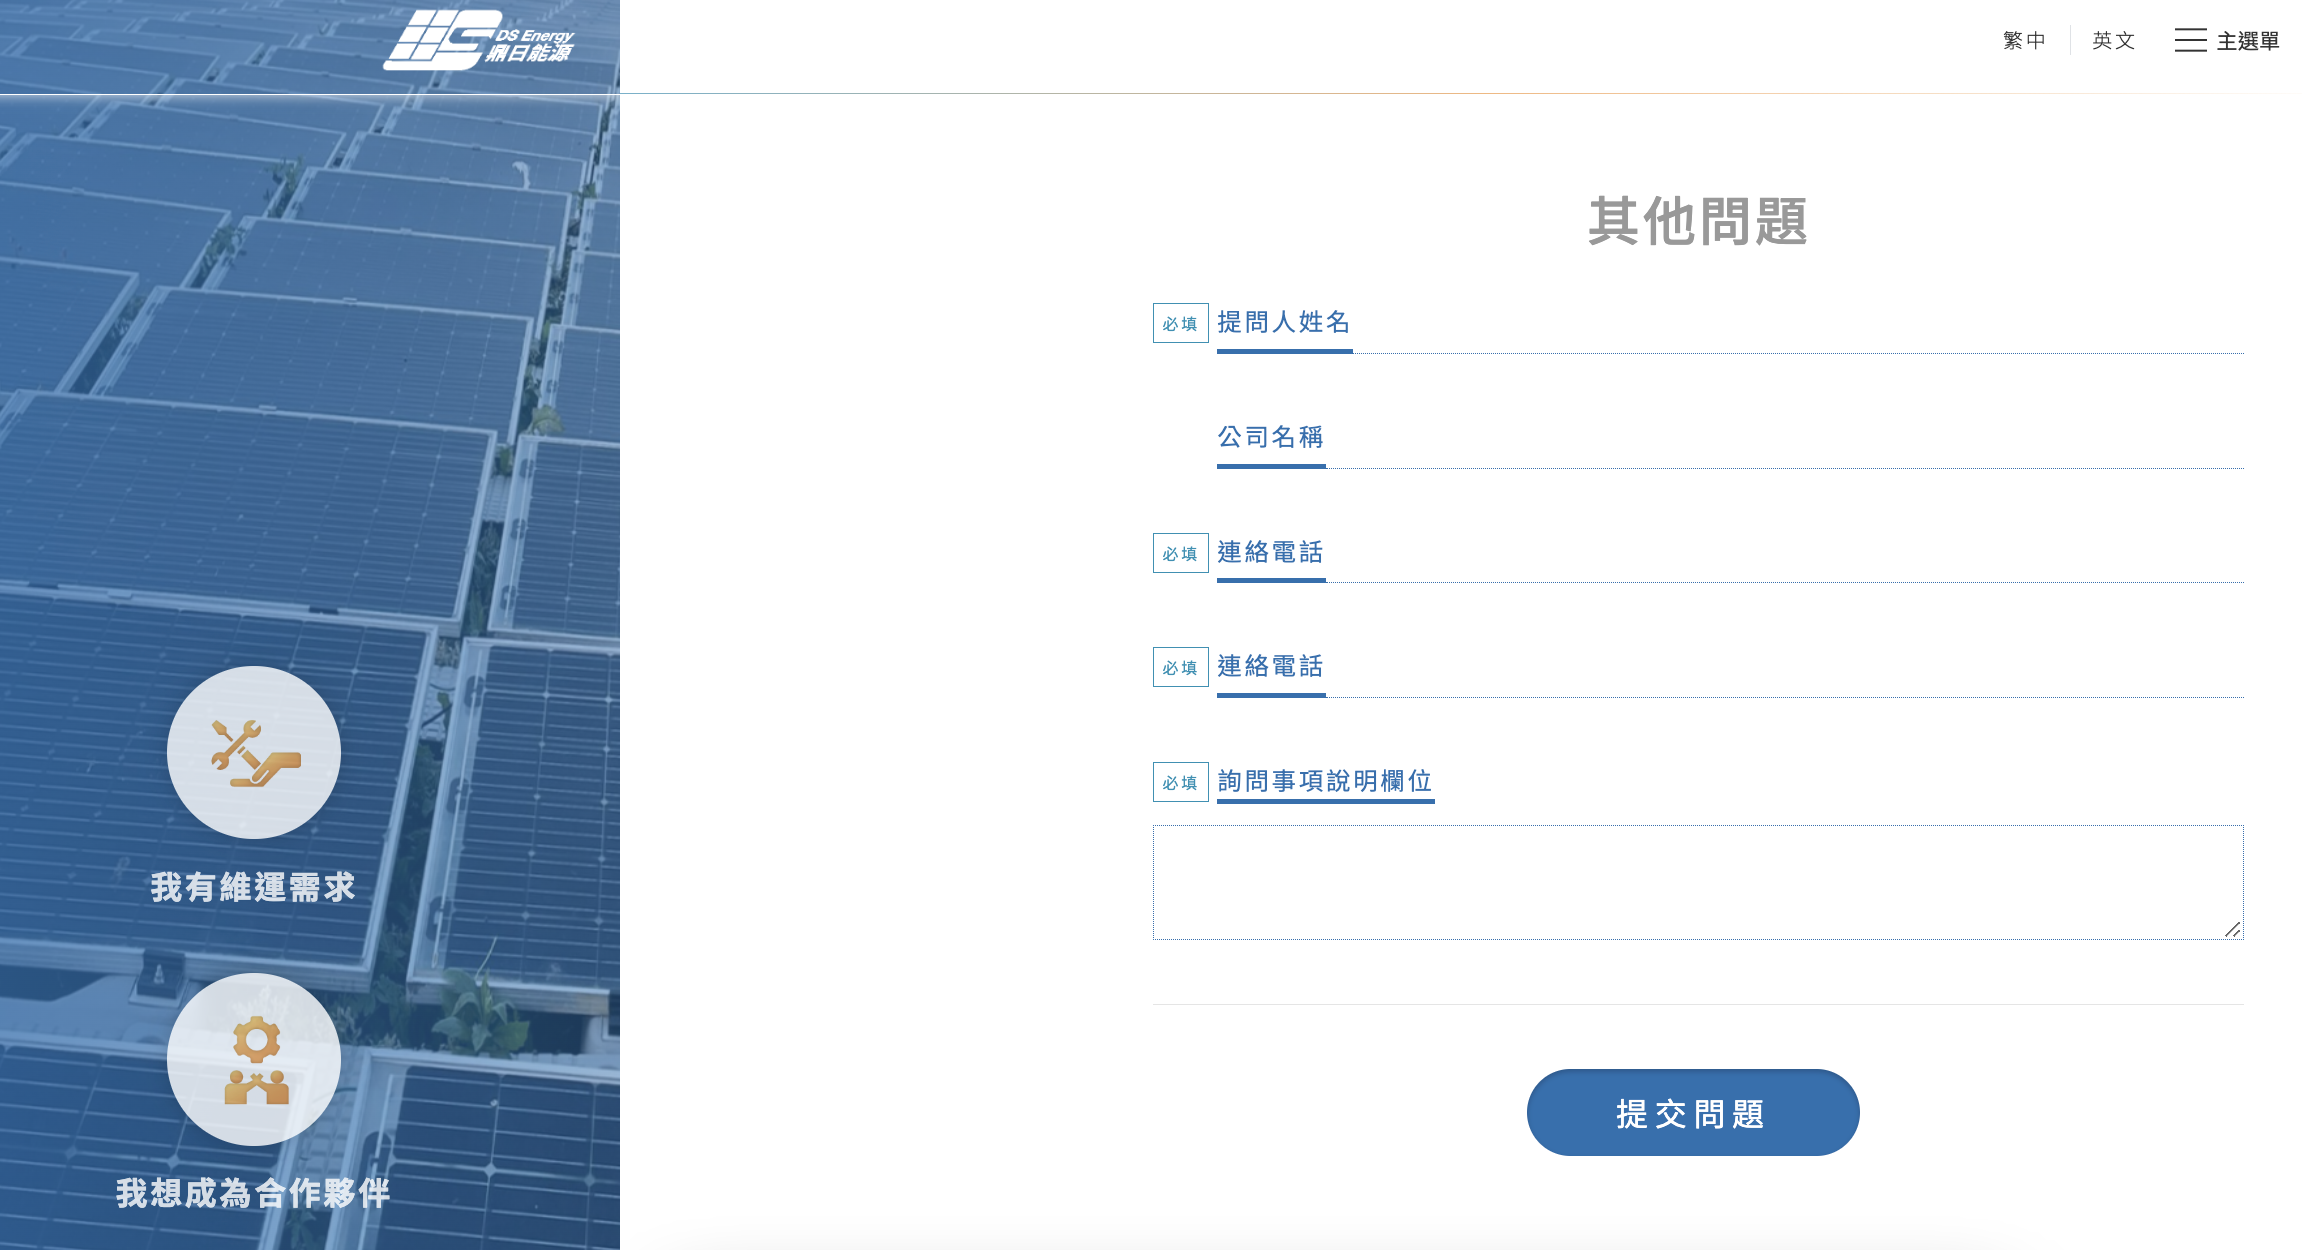 DS Energy
鼎日能源
繁中
英文
主選單
其他問題
必填 提問人姓名
公司名稱
必填 連絡電話
必填 連絡電話
必填 詢問事項說明欄位
提交問題
我有維運需求
我想成為合作夥伴